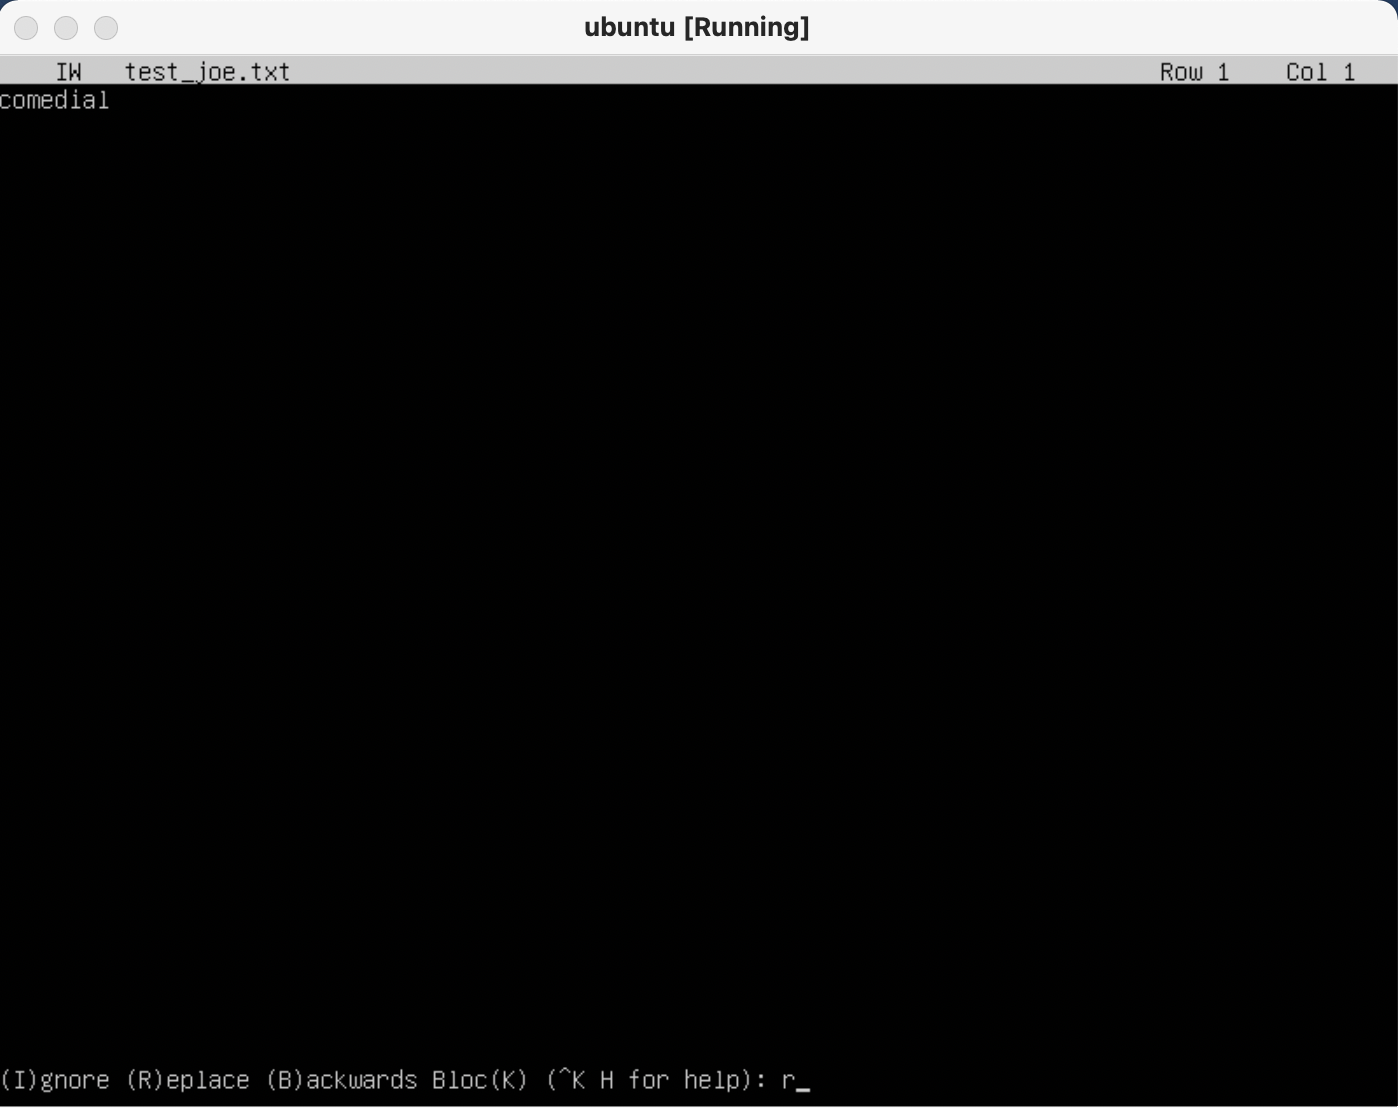 ubuntu [Running]
IW test_joe.txt Row 1 Col 1
comedial
(I)gnore (R)eplace (B)ackwards Bloc(K) (^K H for help): r_